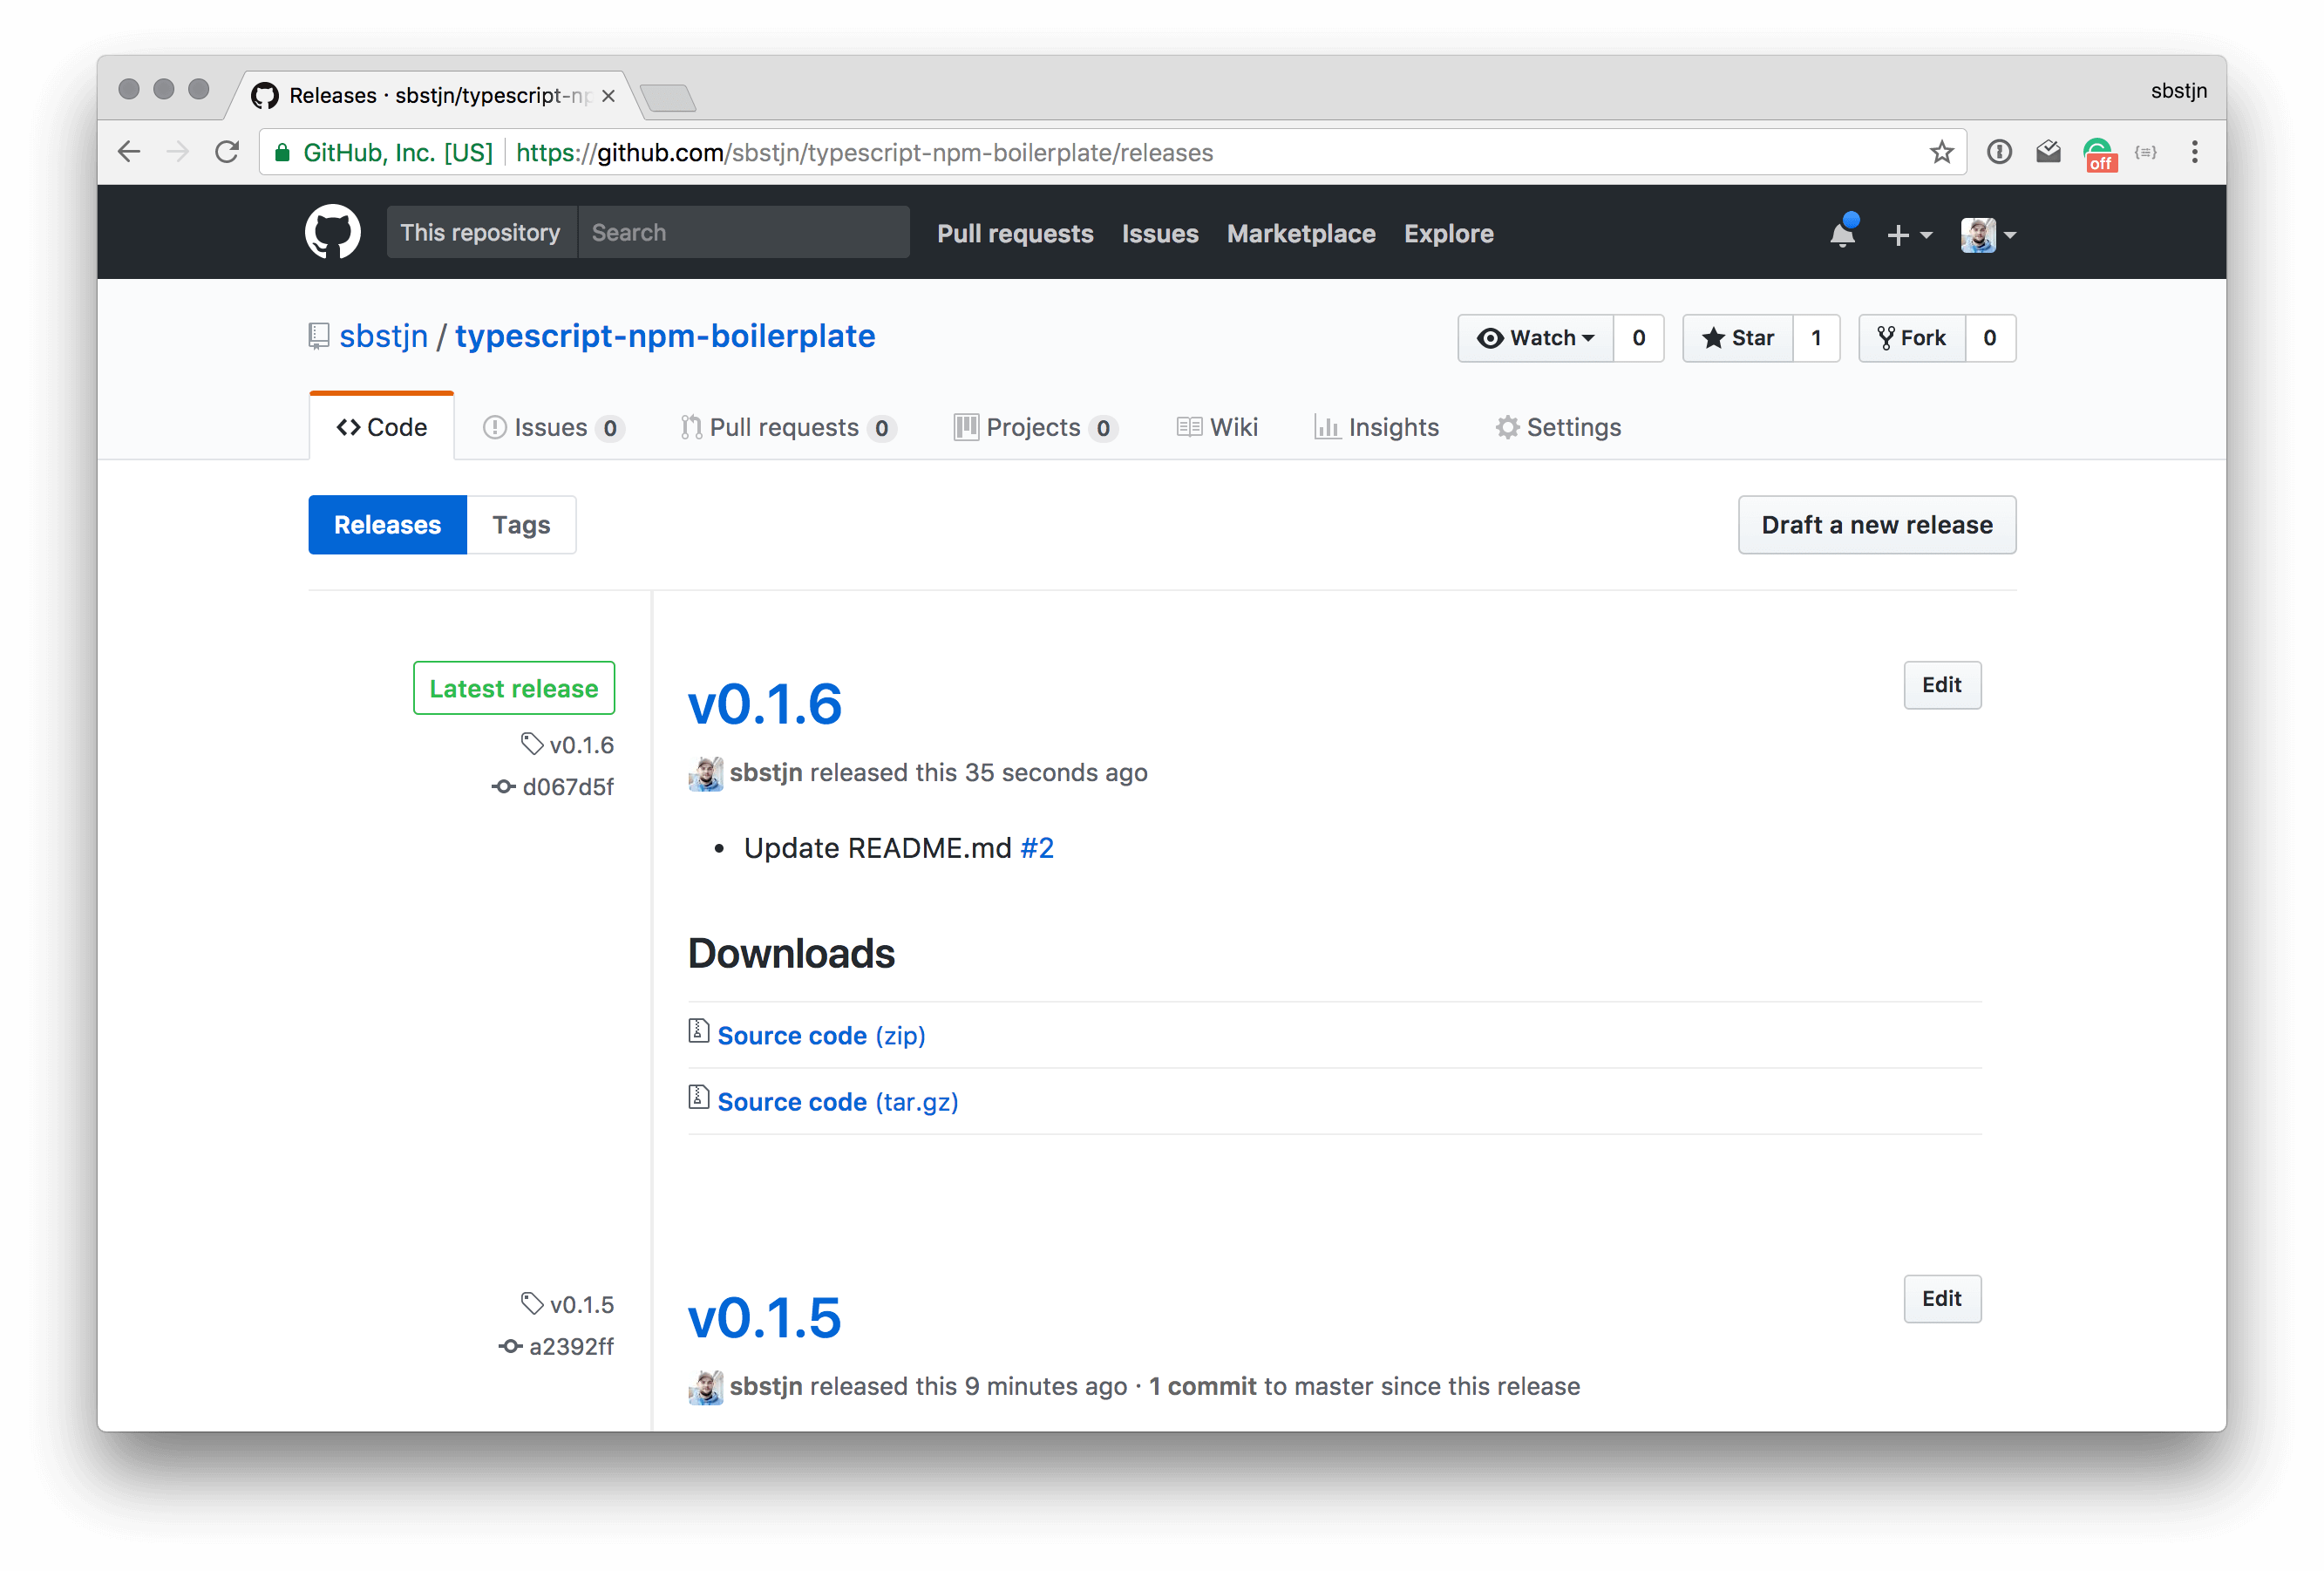 Releases · sbstjn/typescript-np
sbstjn
GitHub, Inc. [US] https://github.com/sbstjn/typescript-npm-boilerplate/releases
off
This repository Search Pull requests Issues Marketplace Explore
sbstjn / typescript-npm-boilerplate
Watch 0 Star 1 Fork 0
Code Issues 0 Pull requests 0 Projects 0 Wiki Insights Settings
Releases Tags Draft a new release
Latest release
v0.1.6
d067d5f
v0.1.6
Edit
sbstjn released this 35 seconds ago
• Update README.md #2
Downloads
Source code (zip)
Source code (tar.gz)
v0.1.5
a2392ff
v0.1.5
Edit
sbstjn released this 9 minutes ago · 1 commit to master since this release